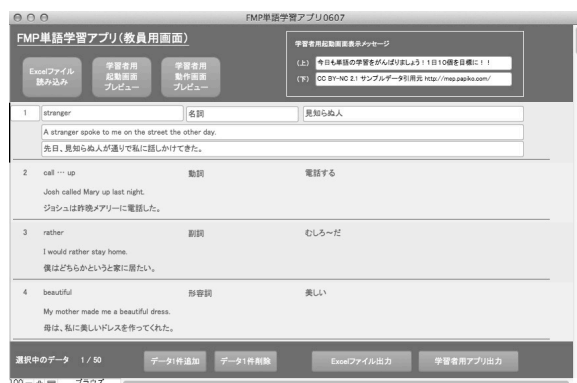 FMP単語学習アプリ0607
FMP単語学習アプリ(教員用画面)
Excelファイル
読み込み
学習者用
起動画面
プレビュー
学習者用
動作画面
プレビュー
学習者用起動画面表示メッセージ
(上) 今日も単語の学習をがんばりましょう!1日10個を目標に!!
(下) CC BY-NC 2.1 サンプルデータ引用元 http://mep.papiko.com/
1 stranger 名詞 見知らぬ人
A stranger spoke to me on the street the other day.
先日、見知らぬ人が通りで私に話しかけてきた。
2 call … up 動詞 電話する
Josh called Mary up last night.
ジョシュは昨晩メアリーに電話した。
3 rather 副詞 むしろ~だ
I would rather stay home.
僕はどちらかというと家に居たい。
4 beautiful 形容詞 美しい
My mother made me a beautiful dress.
母は、私に美しいドレスを作ってくれた。
選択中のデータ 1 / 50 データ1件追加 データ1件削除 Excelファイル出力 学習者用アプリ出力
100 ブラウズ